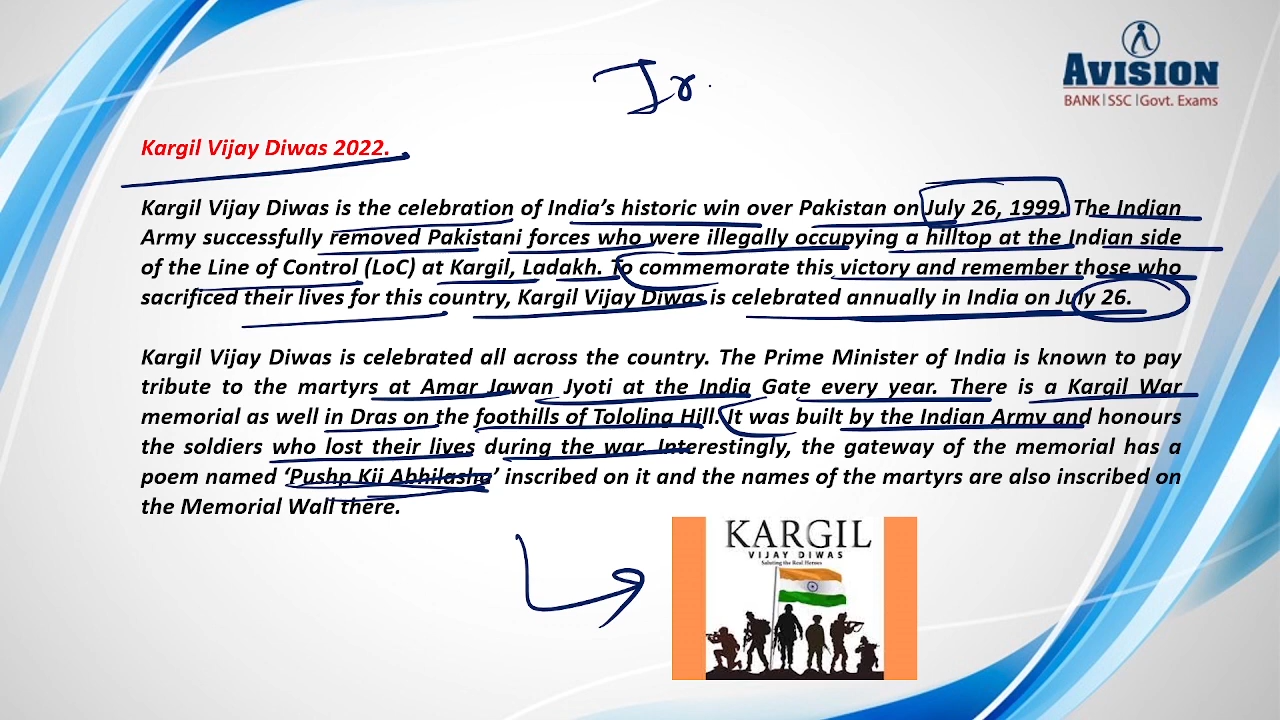 AVISION
BANK|SSC|Govt. Exams
Kargil Vijay Diwas 2022.
Kargil Vijay Diwas is the celebration of India's historic win over Pakistan on July 26, 1999. The Indian
Army successfully removed Pakistani forces who were illegally occupying a hilltop at the Indian side
of the Line of Control (LoC) at Kargil, Ladakh. To commemorate this victory and remember those who
sacrificed their lives for this country, Kargil Vijay Diwas is celebrated annually in India on July 26.
Kargil Vijay Diwas is celebrated all across the country. The Prime Minister of India is known to pay
tribute to the martyrs at Amar Jawan Jyoti at the India Gate every year. There is a Kargil War
memorial as well in Dras on the foothills of Tololing Hill. It was built by the Indian Army and honours
the soldiers who lost their lives during the war. Interestingly, the gateway of the memorial has a
poem named ‘Pushp Kii Abhilasha’ inscribed on it and the names of the martyrs are also inscribed on
the Memorial Wall there.
KARGIL
VIJAY DIWAS
Saluting the Real Heroes